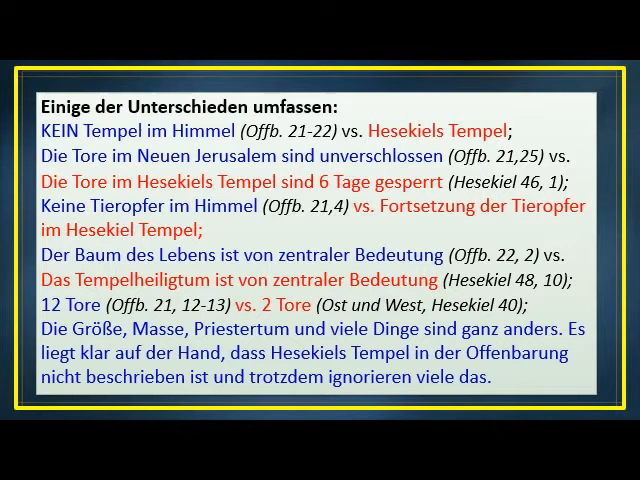 Einige der Unterschieden umfassen:
KEIN Tempel im Himmel (Offb. 21-22) vs. Hesekiels Tempel;
Die Tore im Neuen Jerusalem sind unverschlossen (Offb. 21,25) vs.
Die Tore im Hesekiels Tempel sind 6 Tage gesperrt (Hesekiel 46, 1);
Keine Tieropfer im Himmel (Offb. 21,4) vs. Fortsetzung der Tieropfer
im Hesekiel Tempel;
Der Baum des Lebens ist von zentraler Bedeutung (Offb. 22, 2) vs.
Das Tempelheiligtum ist von zentraler Bedeutung (Hesekiel 48, 10);
12 Tore (Offb. 21, 12-13) vs. 2 Tore (Ost und West, Hesekiel 40);
Die Größe, Masse, Priestertum und viele Dinge sind ganz anders. Es
liegt klar auf der Hand, dass Hesekiels Tempel in der Offenbarung
nicht beschrieben ist und trotzdem ignorieren viele das.